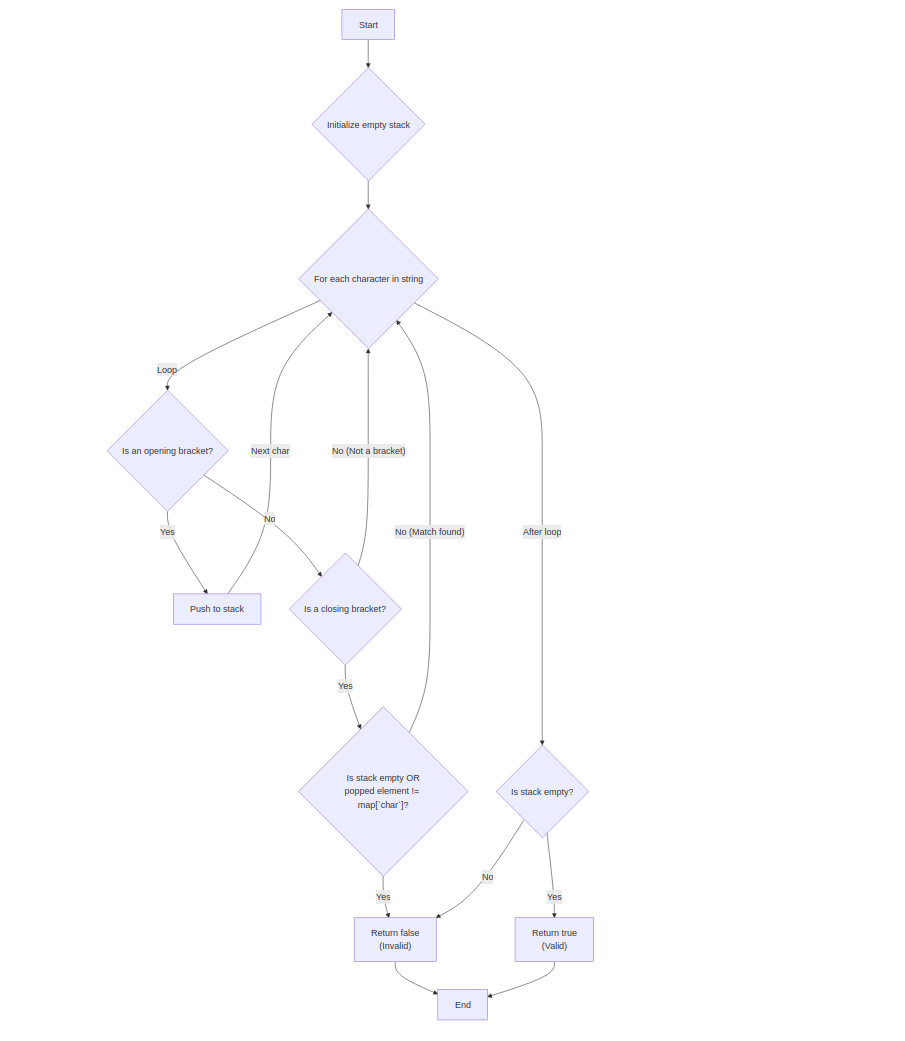 Start
Initialize empty stack
For each character in string
Loop
Is an opening bracket?
Next char
No (Not a bracket)
No
Yes
No (Match found)
After loop
Push to stack
Is a closing bracket?
Yes
Is stack empty OR
popped element !=
map[`char`]?
Is stack empty?
No
Yes
Yes
Return false
(Invalid)
Return true
(Valid)
End